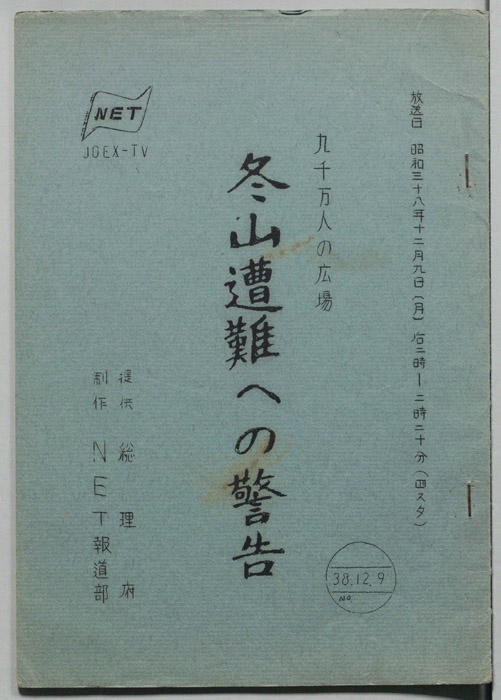 放送日 昭和三十八年十二月九日(月)后二時ー二時二十分(四スタ)
九千万人の広場
冬山遭難への警告
NET
JOEX-TV
提供 総理府
制作 NET報道部
38.12.9
NO.